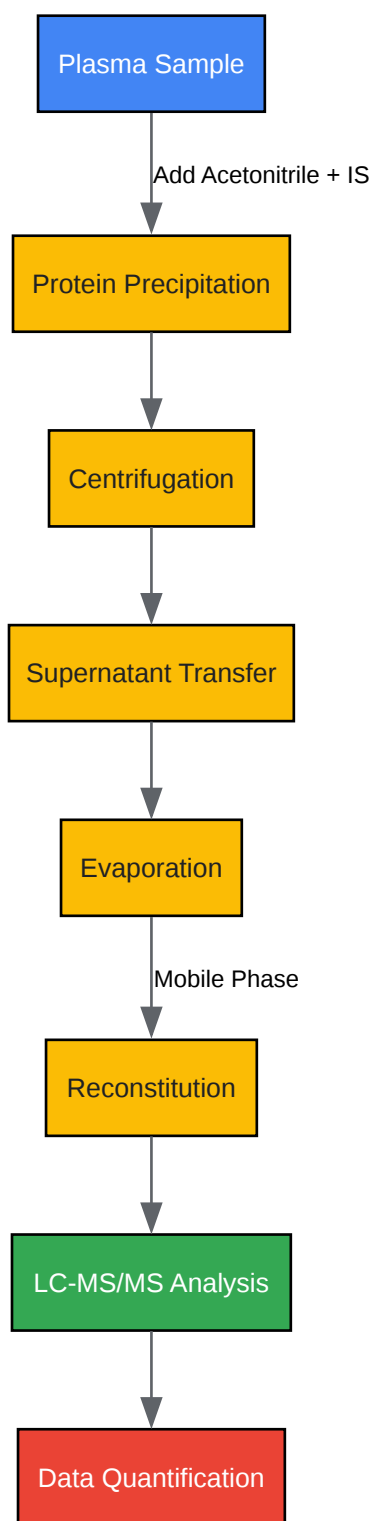 Plasma Sample
Add Acetonitrile + IS
Protein Precipitation
Centrifugation
Supernatant Transfer
Evaporation
Mobile Phase
Reconstitution
LC-MS/MS Analysis
Data Quantification